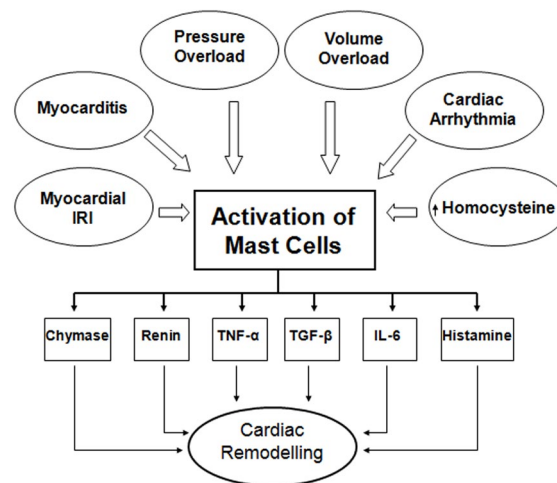 Pressure
Overload
Volume
Overload
Myocarditis
Cardiac
Arrhythmia
Myocardial
IRI
↑ Homocysteine
Activation of
Mast Cells
Chymase
Renin
TNF-α
TGF-β
IL-6
Histamine
Cardiac
Remodelling